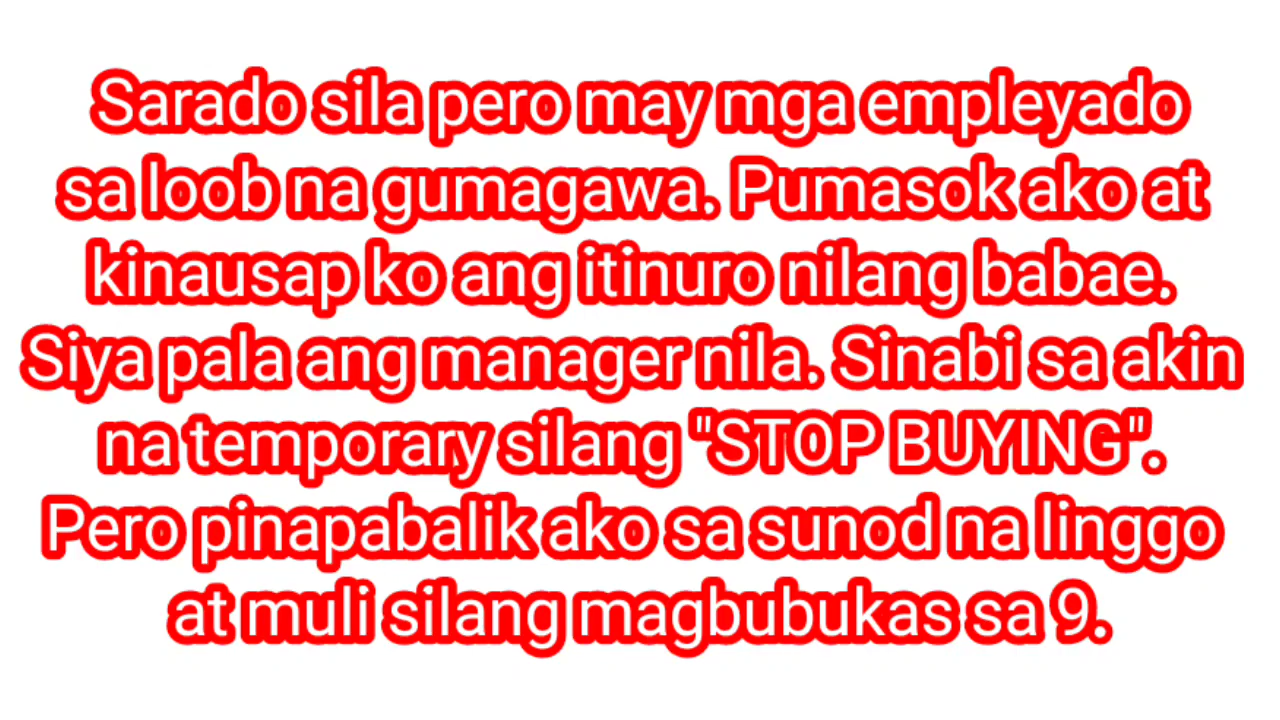 Sarado sila pero may mga empleyado
sa loob na gumagawa. Pumasok ako at
kinausap ko ang itinuro nilang babae.
Siya pala ang manager nila. Sinabi sa akin
na temporary silang "STOP BUYING".
Pero pinapabalik ako sa sunod na linggo
at muli silang magbubukas sa 9.